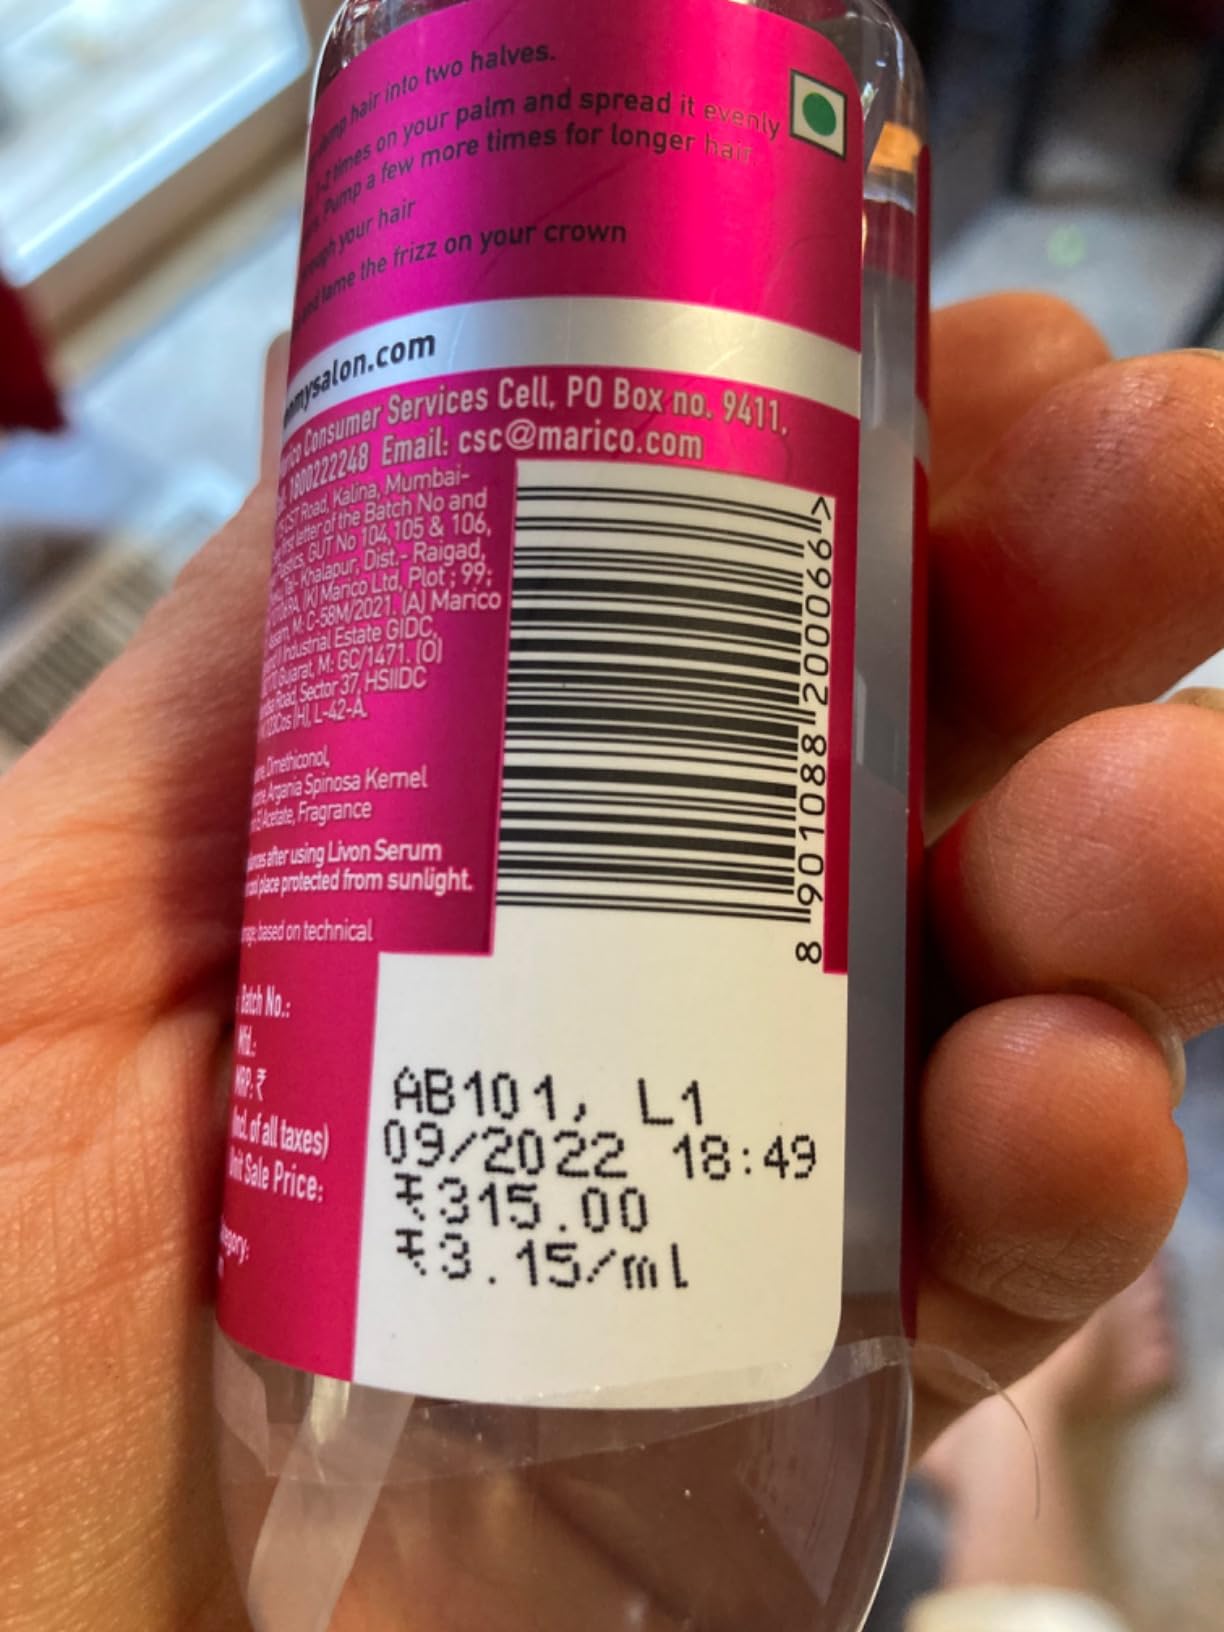 hair into two halves.
1-2 times on your palm and spread it evenly
Pump a few more times for longer hair
your hair
the frizz on your crown
mysalon.com
Consumer Services Cell, PO Box no. 9411,
1800222248 Email: csc@marico.com
CST Road, Kalina, Mumbai-
first letter of the Batch No and
GUT No 104,105 & 106,
Tal- Khalapur, Dist.- Raigad,
(K) Marico Ltd, Plot ; 99;
M: C-58M/2021. (A) Marico
Industrial Estate GIDC,
Gujarat, M: GC/1471. (O)
Road, Sector 37, HSIIDC
(H), L-42-A.
Dimethiconol,
Argania Spinosa Kernel
Acetate, Fragrance
after using Livon Serum
place protected from sunlight.
based on technical
8 901088 200066 >
Batch No.:
Mfd.:
MRP: ₹
(Incl. of all taxes)
Unit Sale Price:
AB101, L1
09/2022 18:49
₹315.00
₹3.15/ml